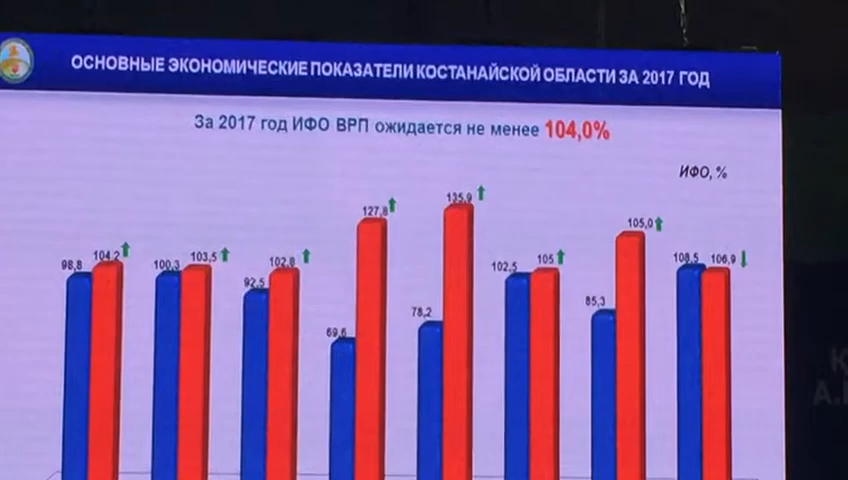 ОСНОВНЫЕ ЭКОНОМИЧЕСКИЕ ПОКАЗАТЕЛИ КОСТАНАЙСКОЙ ОБЛАСТИ ЗА 2017 ГОД
За 2017 год ИФО ВРП ожидается не менее 104,0%
ИФО, %
98,8 104,2
100,3 103,5
92,5 102,8
69,6 127,8
78,2 135,9
102,5 105
85,3 105,0
108,5 106,9